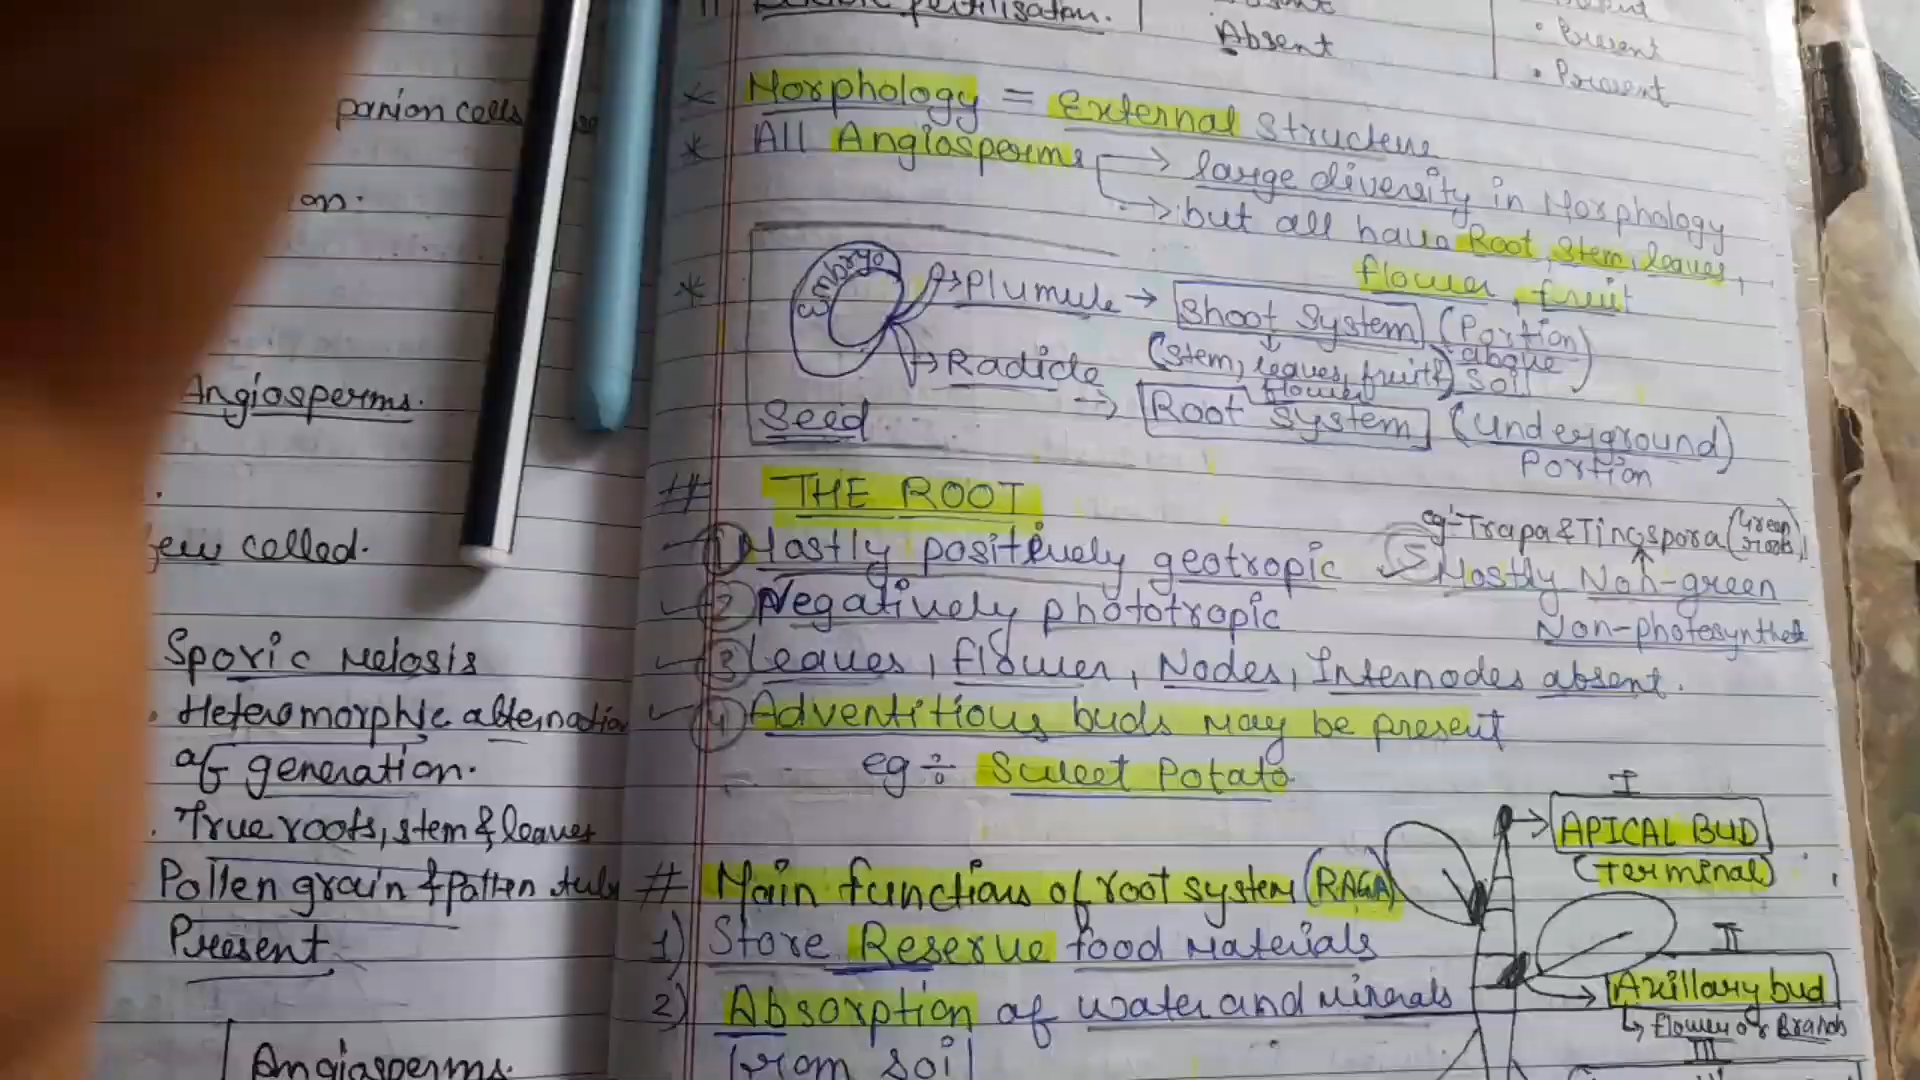 panion cells
on.
Angiosperms.
few called.
Sporic Meiosis
. Heteromorphic alternation
of generation.
. True roots, stem & leaves
Pollen grain & Pollen tube
Present
Angiosperms.
fertilisation.
Absent
• Present
• Present
* Morphology = External structure
* All Angiosperms → large diversity in Morphology
→ but all have Root, stem, leaves,
flower, fruit
* Embryo → Plumule → Shoot System (Portion
above
soil)
(stem, leaves, fruit)
flower
→ Radicle
→ Root System (Underground)
Portion
Seed
# THE ROOT
1 Mostly positively geotropic
2 Negatively phototropic
3 Leaves, flower, Nodes, Internodes absent.
4 Adventitious buds may be present
eg ÷ Sweet Potato
eg:- Trapa & Tinospora (Green
roots)
5 Mostly Non-green
Non-photosynthet
# Main functions of root system (RAGA)
1) Store Reserve food Materials
2) Absorption of water and minerals
from soil
I
→ APICAL BUD
(terminal)
II
→ Axillary bud
↳ flower or Branch
III